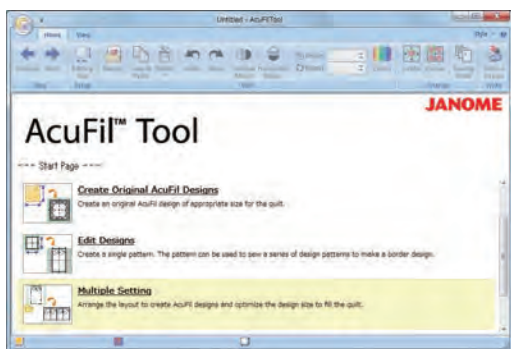 Untitled - AcuFilTool
Home View Style
JANOME
AcuFil™ Tool
--- Start Page ---
Create Original AcuFil Designs
Create an original AcuFil design of appropriate size for the quilt.
Edit Designs
Create a single pattern. The pattern can be used to sew a series of design patterns to make a border design.
Multiple Setting
Arrange the layout to create AcuFil designs and optimize the design size to fill the quilt.